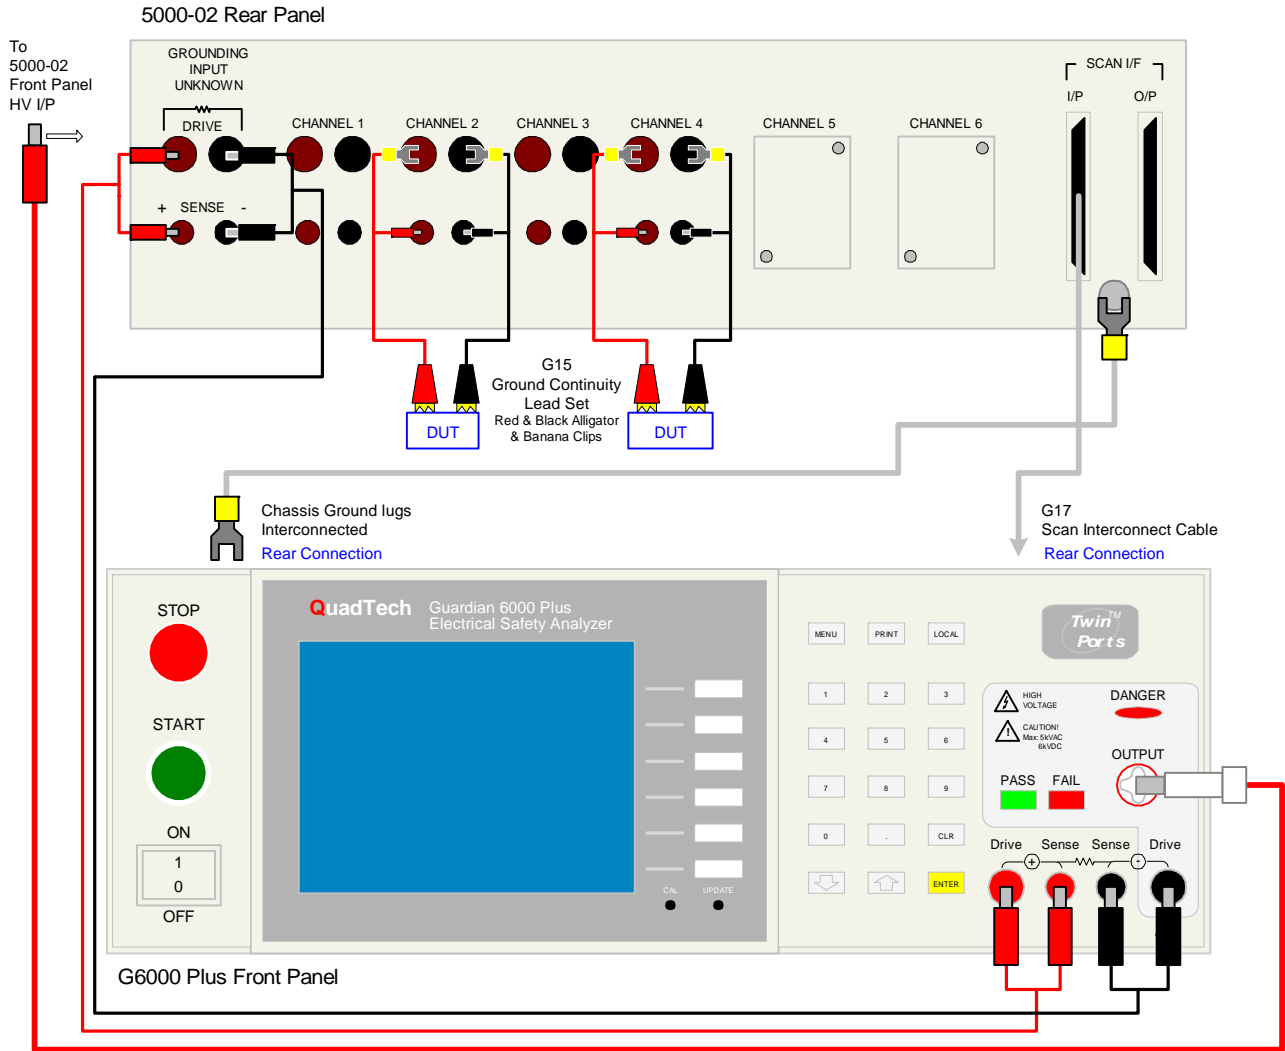 5000-02 Rear Panel
To
5000-02
Front Panel
HV I/P
GROUNDING
INPUT
UNKNOWN
DRIVE
+ SENSE -
CHANNEL 1
CHANNEL 2
CHANNEL 3
CHANNEL 4
CHANNEL 5
CHANNEL 6
SCAN I/F
I/P
O/P
G15
Ground Continuity
Lead Set
Red & Black Alligator
& Banana Clips
DUT
DUT
Chassis Ground lugs
Interconnected
Rear Connection
G17
Scan Interconnect Cable
Rear Connection
STOP
START
ON
1
0
OFF
QuadTech
Guardian 6000 Plus
Electrical Safety Analyzer
CAL
UPDATE
MENU
PRINT
LOCAL
1
2
3
4
5
6
7
8
9
0
.
CLR
ENTER
Twin TM
Ports
HIGH
VOLTAGE
CAUTION!
Max: 5kVAC
6kVDC
DANGER
OUTPUT
PASS
FAIL
Drive Sense Sense Drive
+ -
G6000 Plus Front Panel